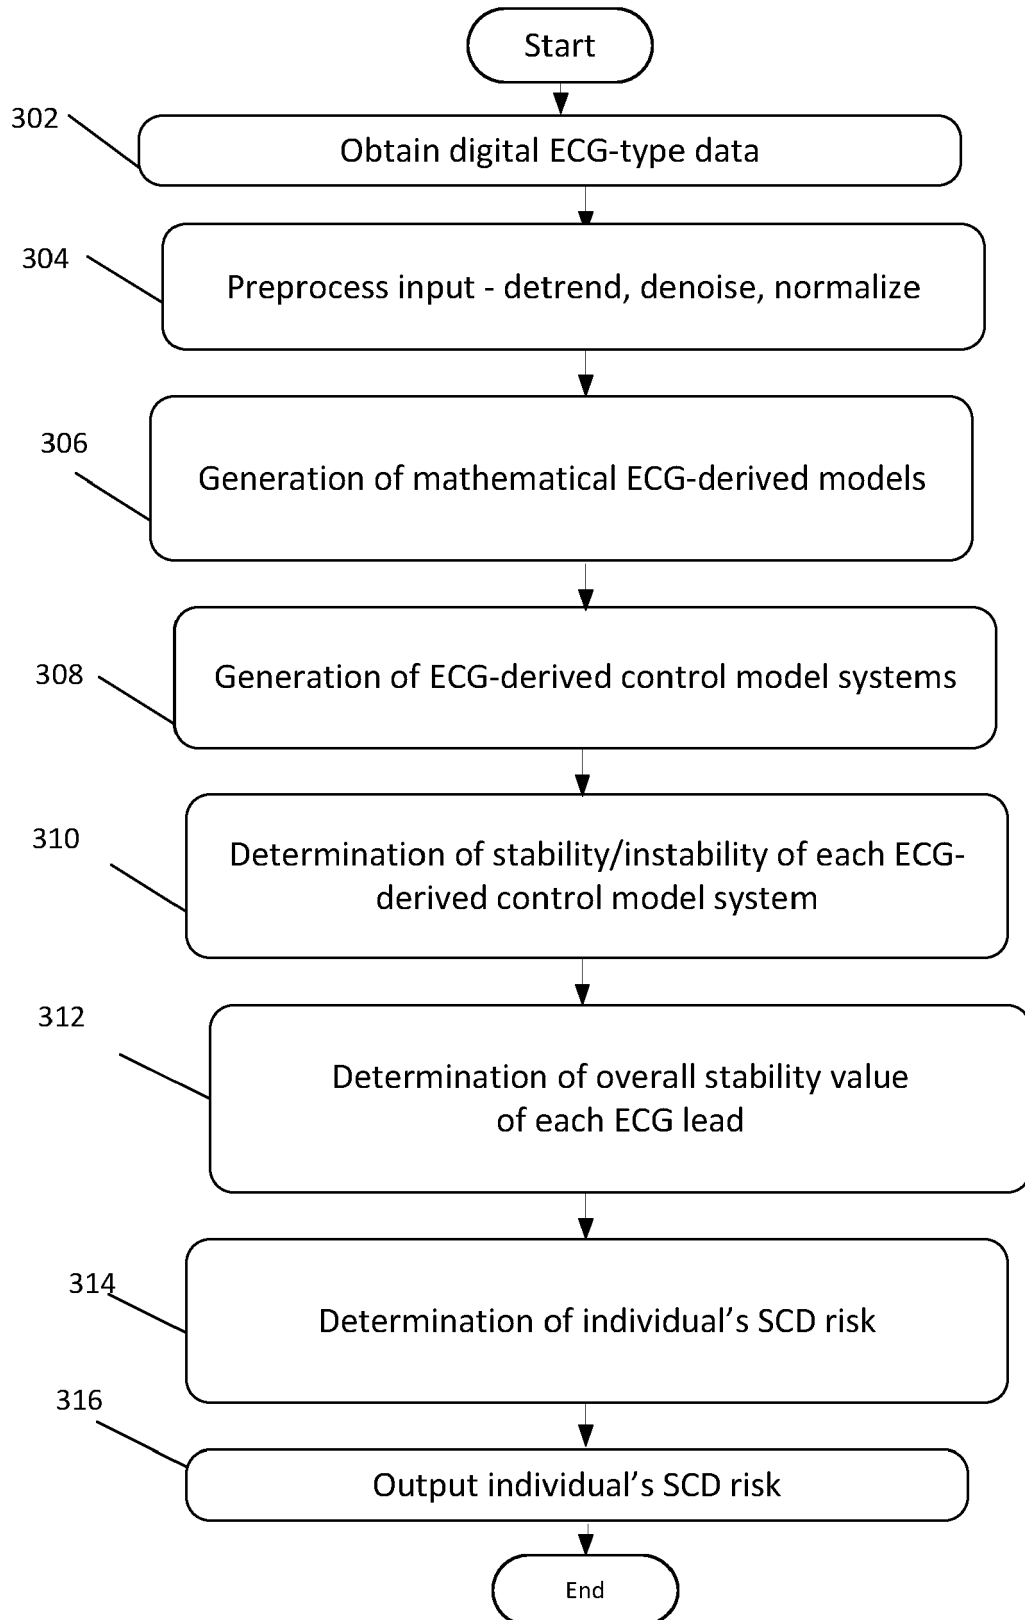 Start
302
Obtain digital ECG-type data
304
Preprocess input - detrend, denoise, normalize
306
Generation of mathematical ECG-derived models
308
Generation of ECG-derived control model systems
310
Determination of stability/instability of each ECG-
derived control model system
312
Determination of overall stability value
of each ECG lead
314
Determination of individual's SCD risk
316
Output individual's SCD risk
End